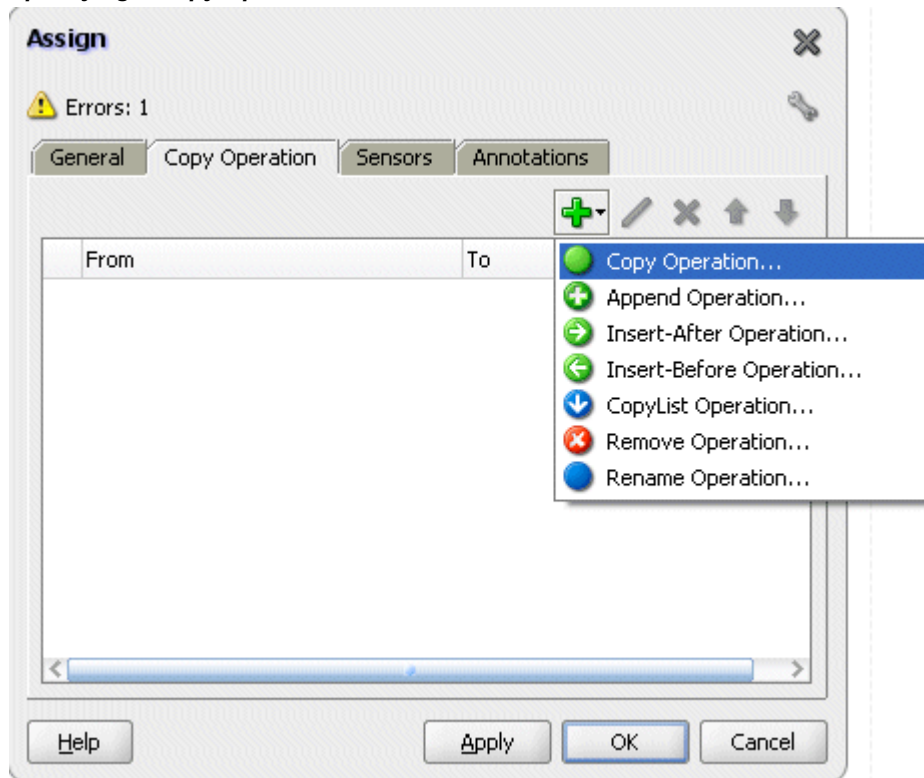 Assign
Errors: 1
General Copy Operation Sensors Annotations
From To
Copy Operation...
Append Operation...
Insert-After Operation...
Insert-Before Operation...
CopyList Operation...
Remove Operation...
Rename Operation...
Help Apply OK Cancel